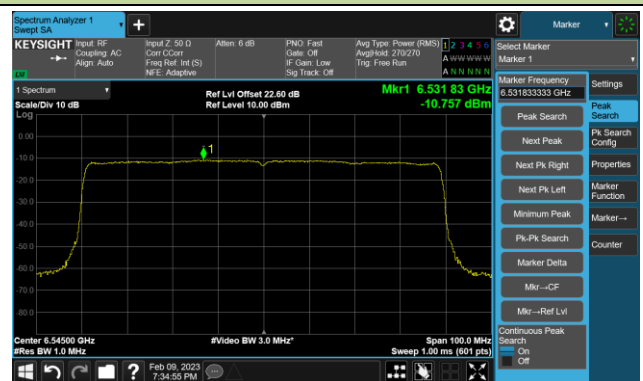 Spectrum Analyzer 1
Swept SA
Marker
KEYSIGHT
Input: RF
Coupling: AC
Align: Auto
Input Z: 50 Ω
Corr CCorr
Freq Ref: Int (S)
NFE: Adaptive
Atten: 6 dB
PNO: Fast
Gate: Off
IF Gain: Low
Sig Track: Off
Avg Type: Power (RMS)
Avg|Hold: 270/270
Trig: Free Run
1 2 3 4 5 6
A W W W W W
A N N N N N
LW
Select Marker
Marker 1
1 Spectrum
Scale/Div 10 dB
Log
Ref Lvl Offset 22.60 dB
Ref Level 10.00 dBm
Mkr1 6.531 83 GHz
-10.757 dBm
1
0.00
-10.0
-20.0
-30.0
-40.0
-50.0
-60.0
-70.0
-80.0
Center 6.54500 GHz
#Res BW 1.0 MHz
#Video BW 3.0 MHz*
Span 100.0 MHz
Sweep 1.00 ms (601 pts)
Marker Frequency
6.531833333 GHz
Peak Search
Next Peak
Next Pk Right
Next Pk Left
Minimum Peak
Pk-Pk Search
Marker Delta
Mkr→CF
Mkr→Ref Lvl
Continuous Peak
Search
On
Off
Settings
Peak
Search
Pk Search
Config
Properties
Marker
Function
Marker→
Counter
Feb 09, 2023
7:34:55 PM